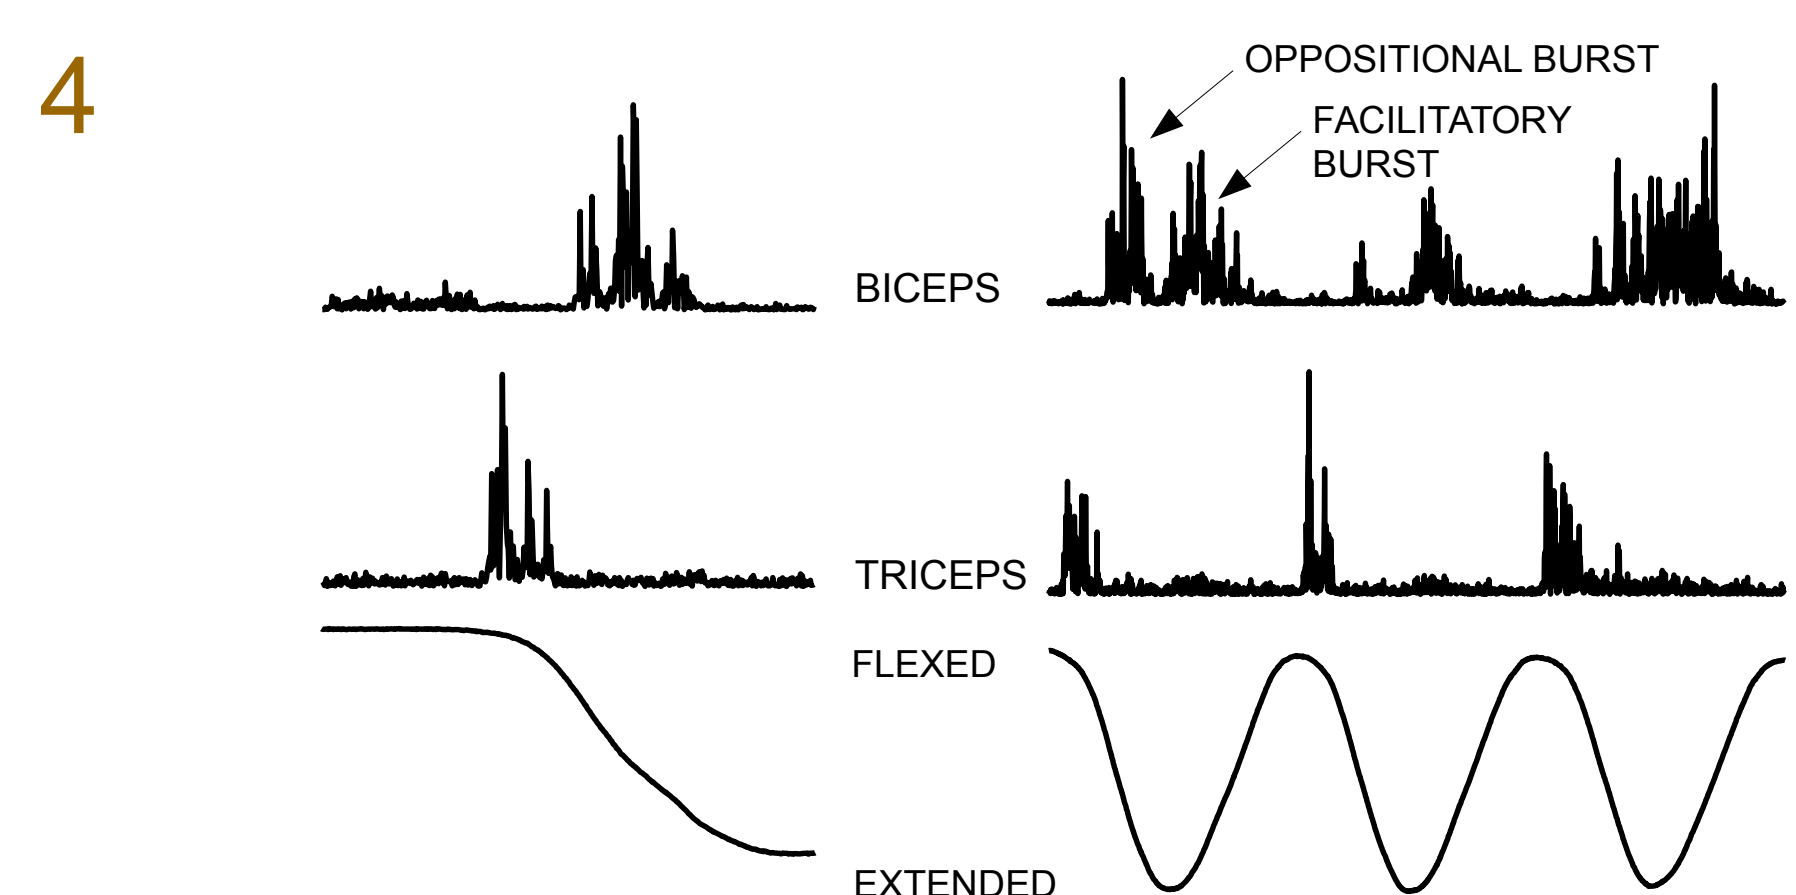 4
OPPOSITIONAL BURST
FACILITATORY
BURST
BICEPS
TRICEPS
FLEXED
EXTENDED